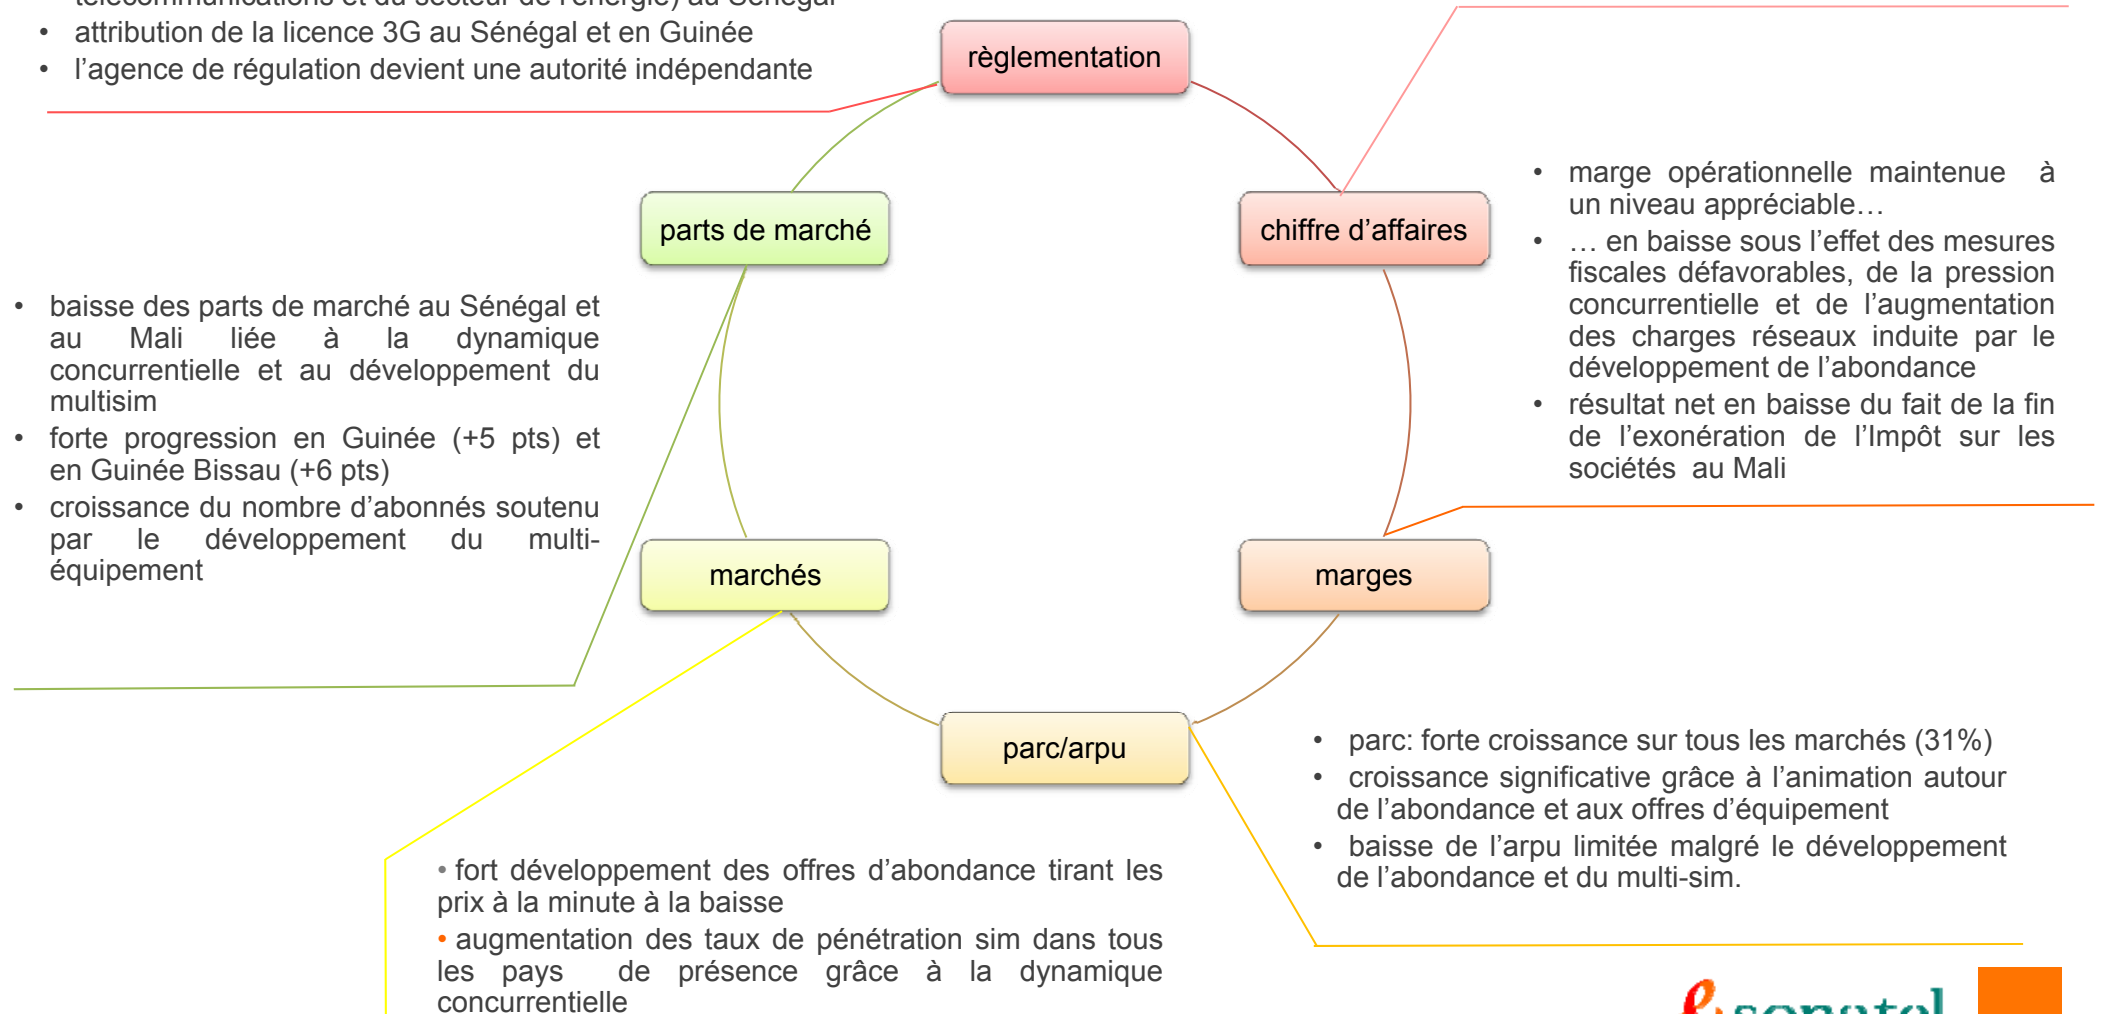 télécommunications et du secteur de l'énergie) au Sénégal
• attribution de la licence 3G au Sénégal et en Guinée
• l'agence de régulation devient une autorité indépendante
règlementation
parts de marché
chiffre d'affaires
• marge opérationnelle maintenue à
un niveau appréciable…
• … en baisse sous l'effet des mesures
fiscales défavorables, de la pression
concurrentielle et de l'augmentation
des charges réseaux induite par le
développement de l'abondance
• résultat net en baisse du fait de la fin
de l'exonération de l'Impôt sur les
sociétés au Mali
• baisse des parts de marché au Sénégal et
au Mali liée à la dynamique
concurrentielle et au développement du
multisim
• forte progression en Guinée (+5 pts) et
en Guinée Bissau (+6 pts)
• croissance du nombre d'abonnés soutenu
par le développement du multi-
équipement
marchés
marges
parc/arpu
• parc: forte croissance sur tous les marchés (31%)
• croissance significative grâce à l'animation autour
de l'abondance et aux offres d'équipement
• baisse de l'arpu limitée malgré le développement
de l'abondance et du multi-sim.
• fort développement des offres d'abondance tirant les
prix à la minute à la baisse
• augmentation des taux de pénétration sim dans tous
les pays de présence grâce à la dynamique
concurrentielle
sonatel